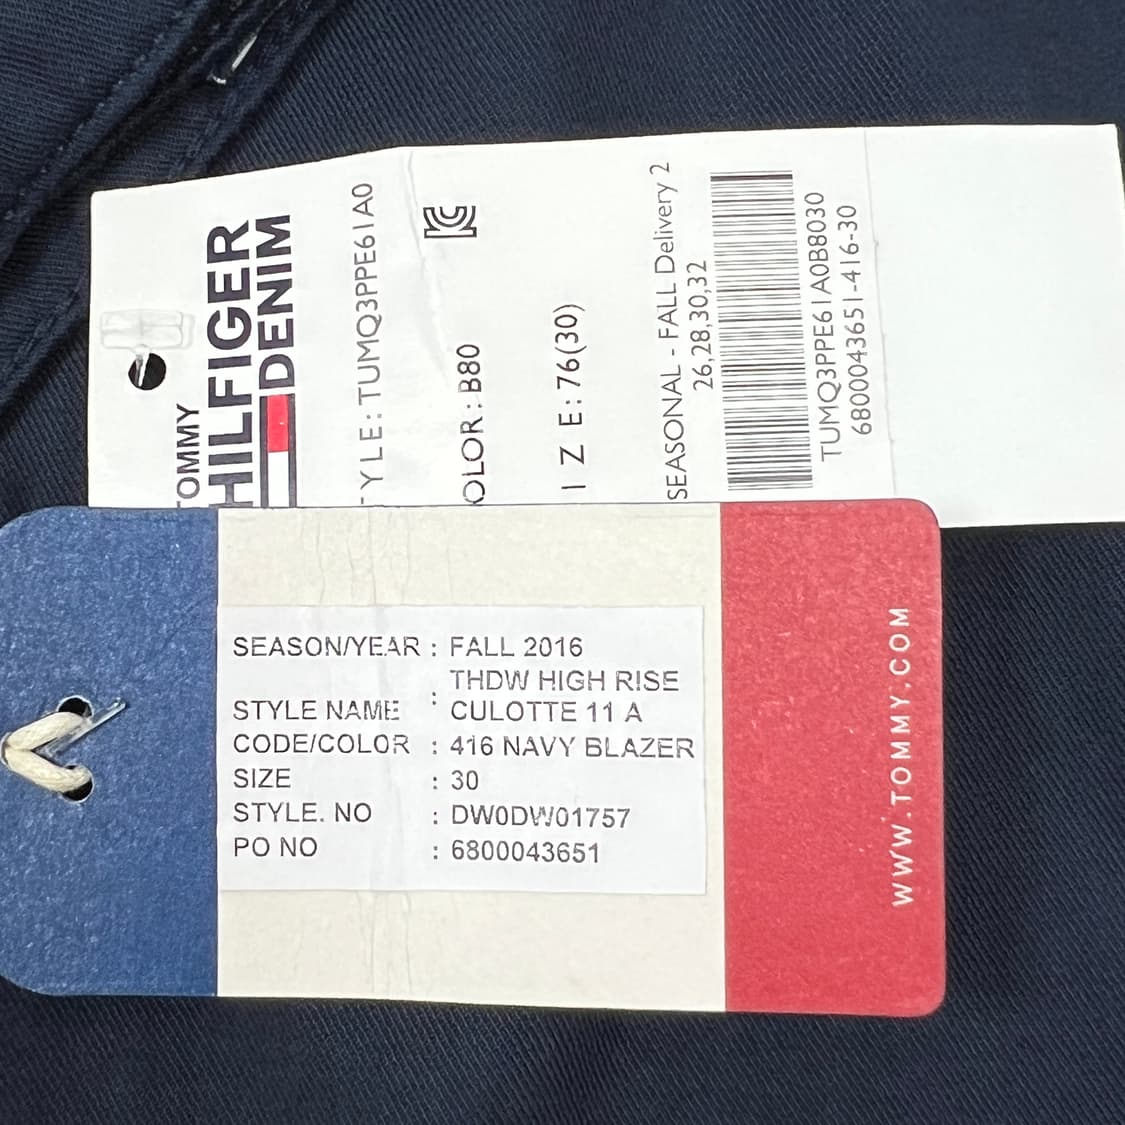 TOMMY
HILFIGER
DENIM
YLE: TUMQ3PPE61A0
OLOR: B80
I Z E: 76(30)
SEASONAL - FALL Delivery 2
26,28,30,32
TUMQ3PPE61A0B8030
6800043651-416-30
SEASON/YEAR : FALL 2016
STYLE NAME : THDW HIGH RISE
CULOTTE 11 A
CODE/COLOR : 416 NAVY BLAZER
SIZE : 30
STYLE. NO : DW0DW01757
PO NO : 6800043651
WWW.TOMMY.COM